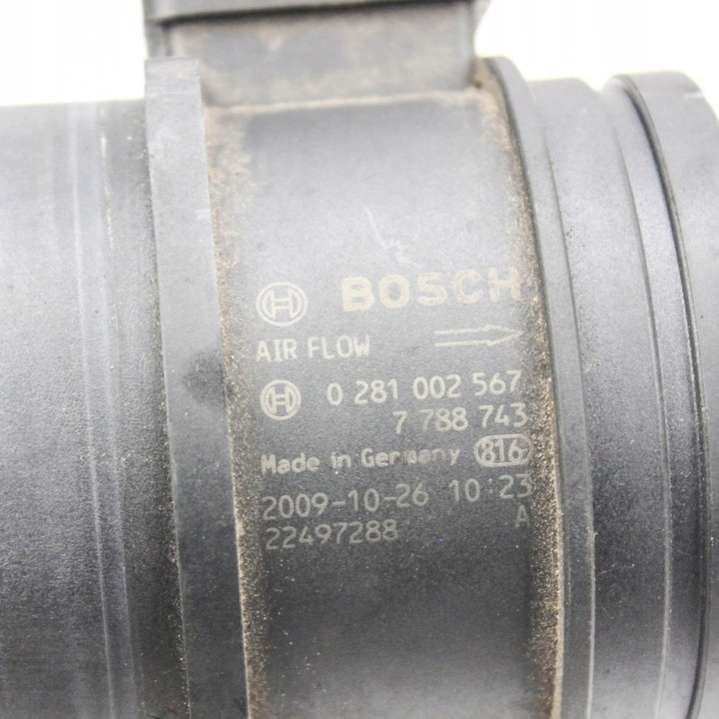 BOSCH
AIR FLOW
0 281 002 567
7 788 743
Made in Germany 816
2009-10-26 10:23
22497288 A